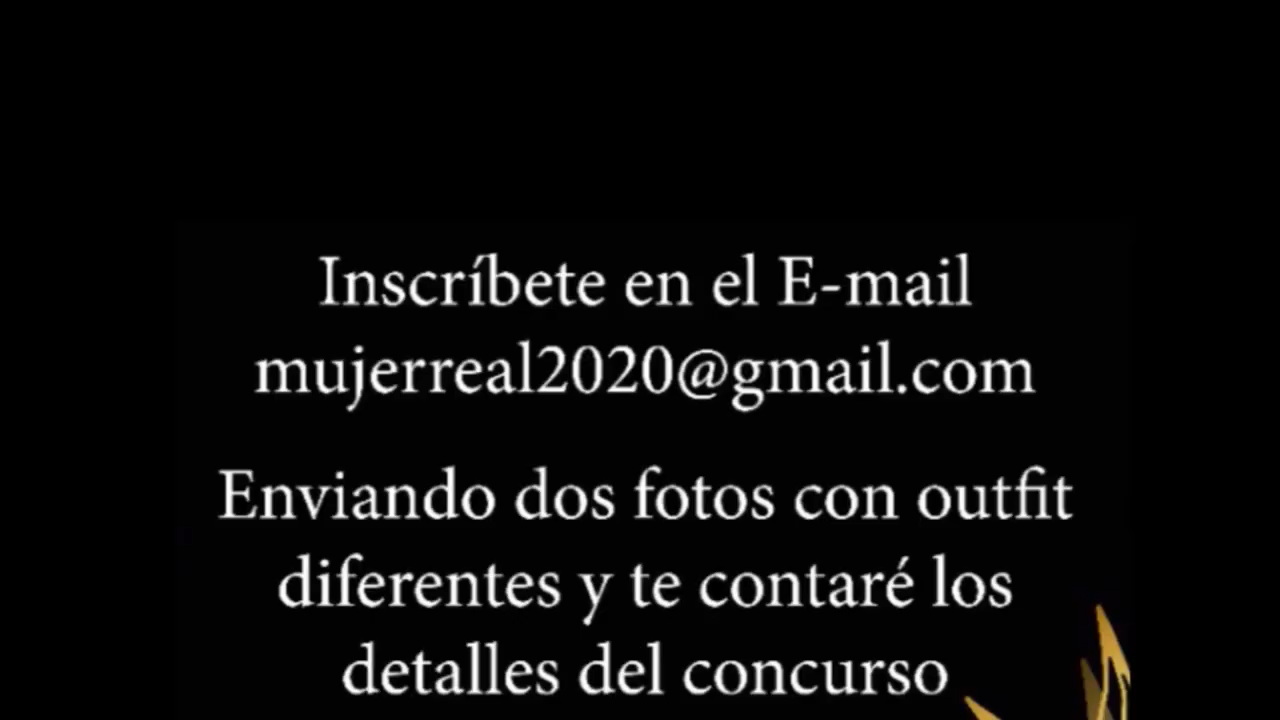 Inscríbete en el E-mail
mujerreal2020@gmail.com
Enviando dos fotos con outfit
diferentes y te contaré los
detalles del concurso